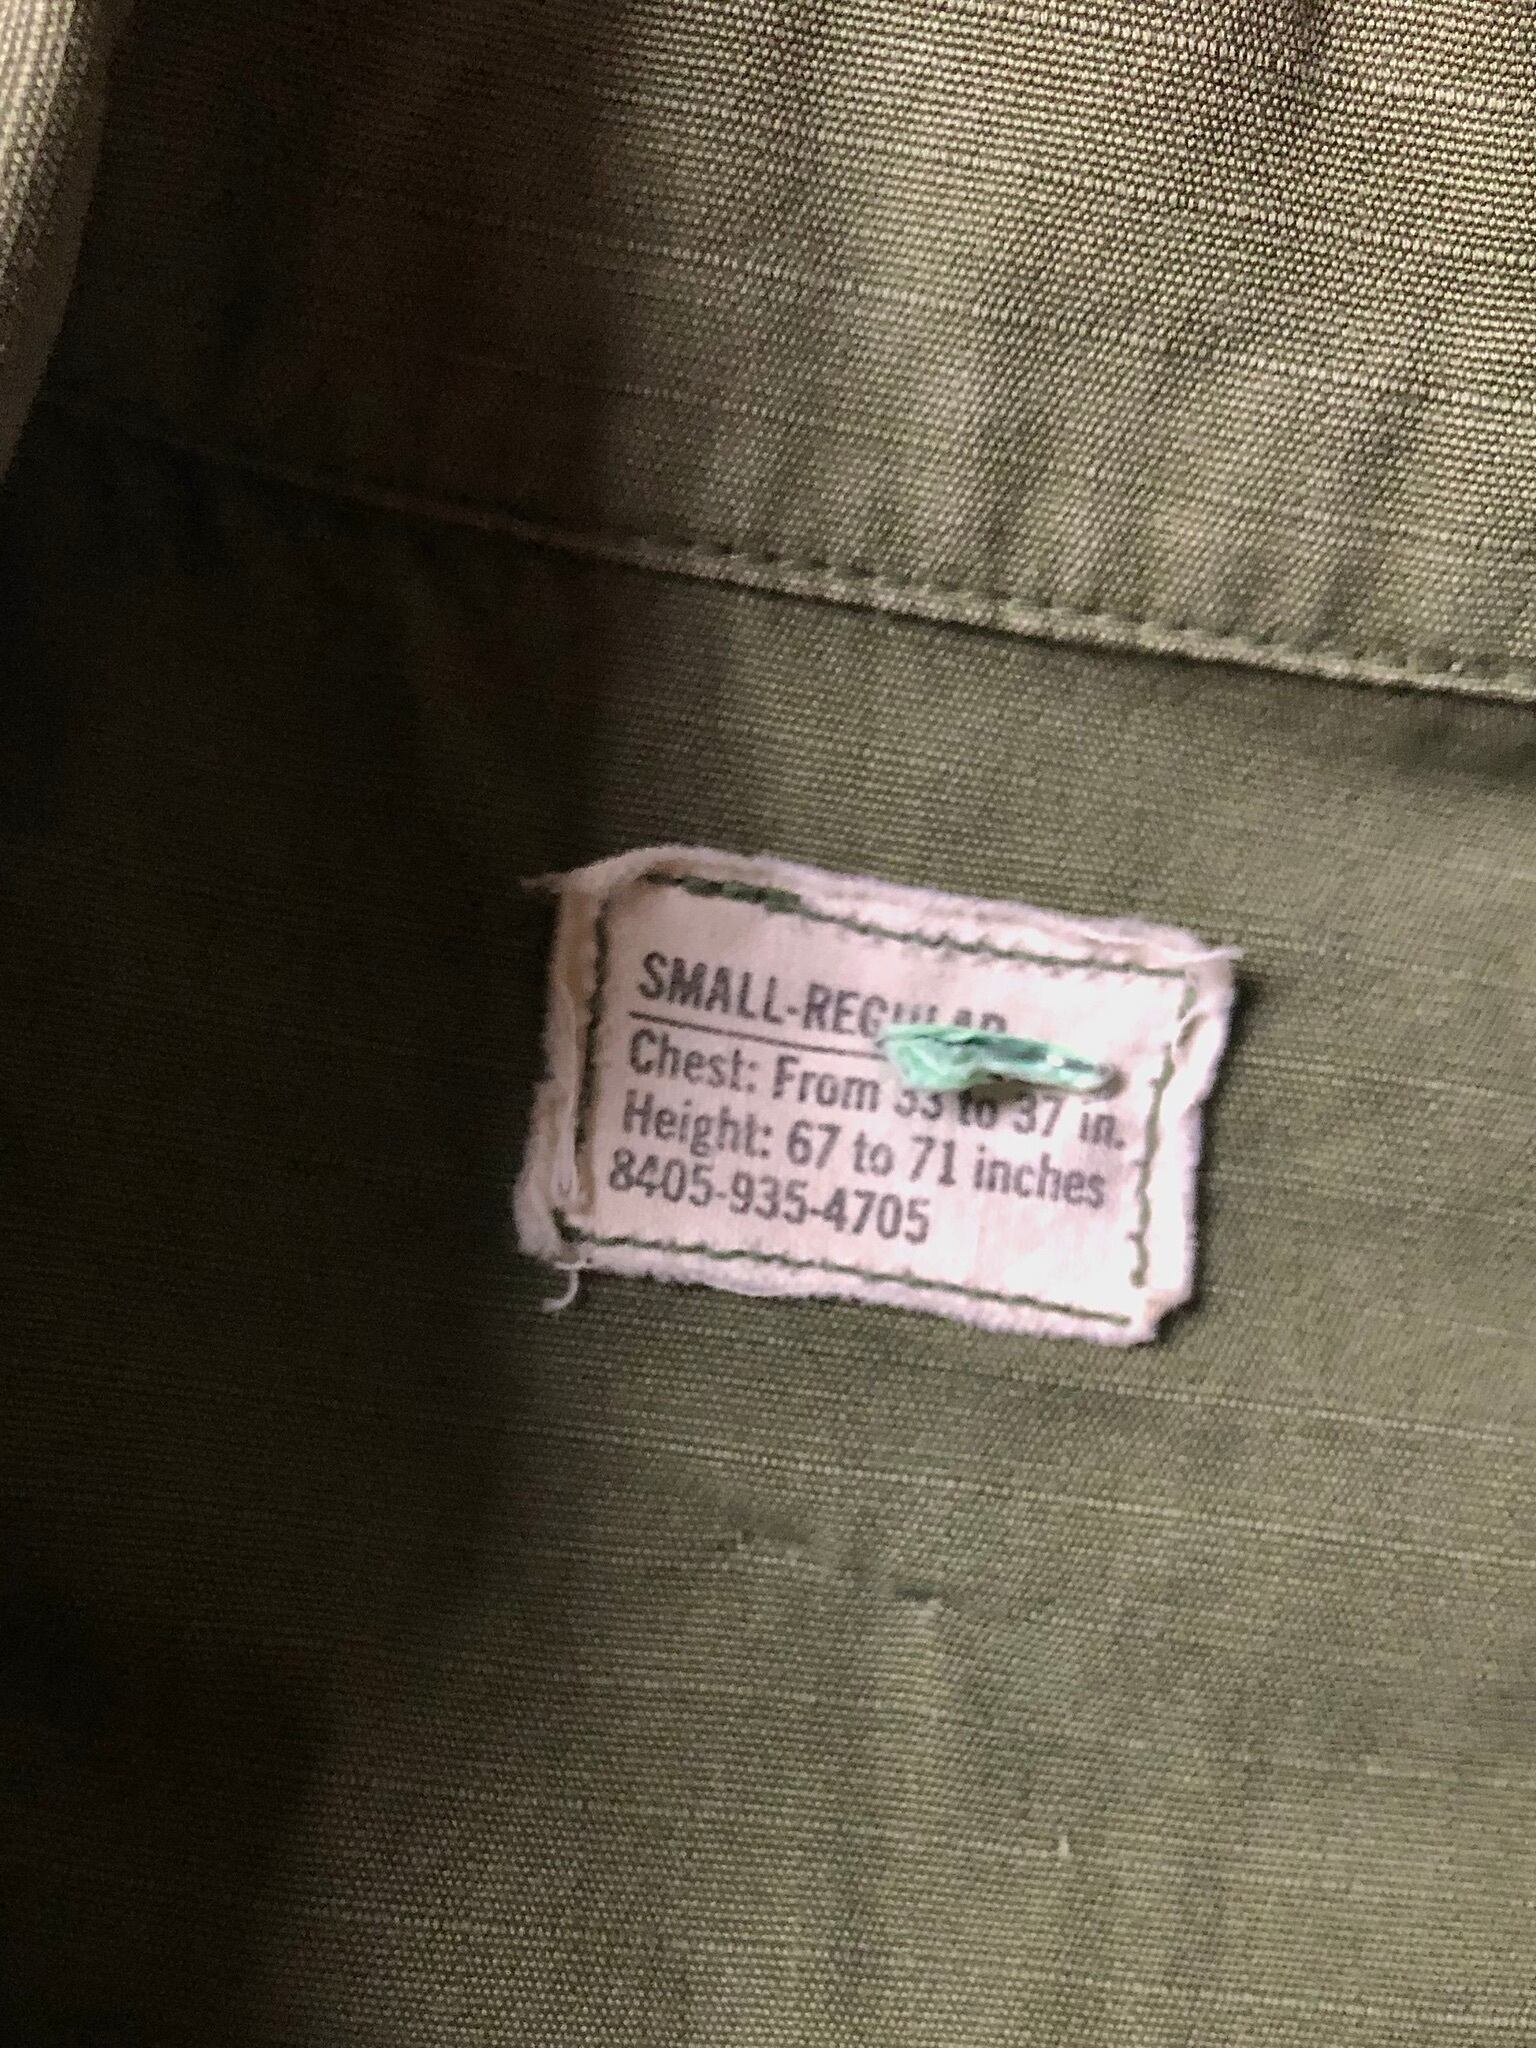 SMALL-REGULAR
Chest: From 33 to 37 in.
Height: 67 to 71 inches
8405-935-4705